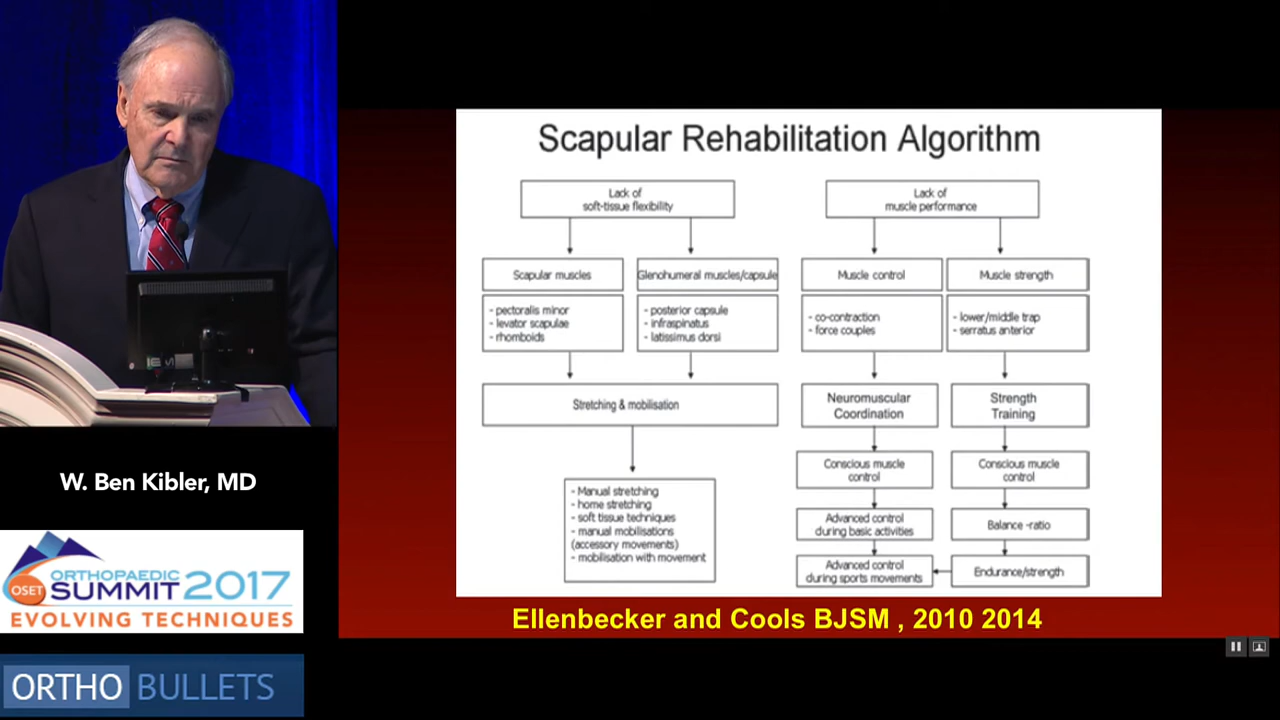 Scapular Rehabilitation Algorithm
Lack of
soft-tissue flexibility
Lack of
muscle performance
Scapular muscles
Glenohumeral muscles/capsule
Muscle control
Muscle strength
- pectoralis minor
- levator scapulae
- rhomboids
- posterior capsule
- infraspinatus
- latissimus dorsi
- co-contraction
- force couples
- lower/middle trap
- serratus anterior
Stretching & mobilisation
Neuromuscular
Coordination
Strength
Training
- Manual stretching
- home stretching
- soft tissue techniques
- manual mobilisations
(accessory movements)
- mobilisation with movement
Conscious muscle
control
Conscious muscle
control
Advanced control
during basic activities
Balance -ratio
Advanced control
during sports movements
Endurance/strength
Ellenbecker and Cools BJSM , 2010 2014
W. Ben Kibler, MD
OSET
ORTHOPAEDIC
SUMMIT 2017
EVOLVING TECHNIQUES
ORTHO BULLETS